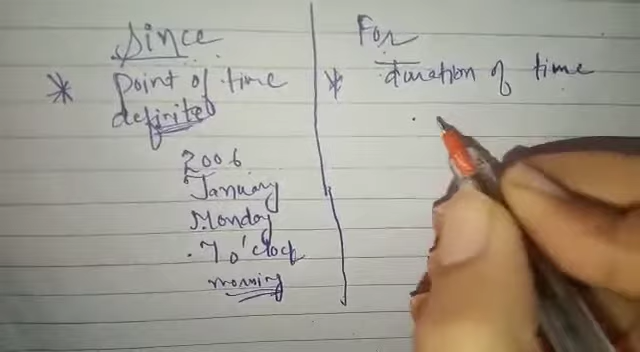 Since
* Point of time
definite
2006
January
Monday
7 o'clock
morning
For
* duration of time